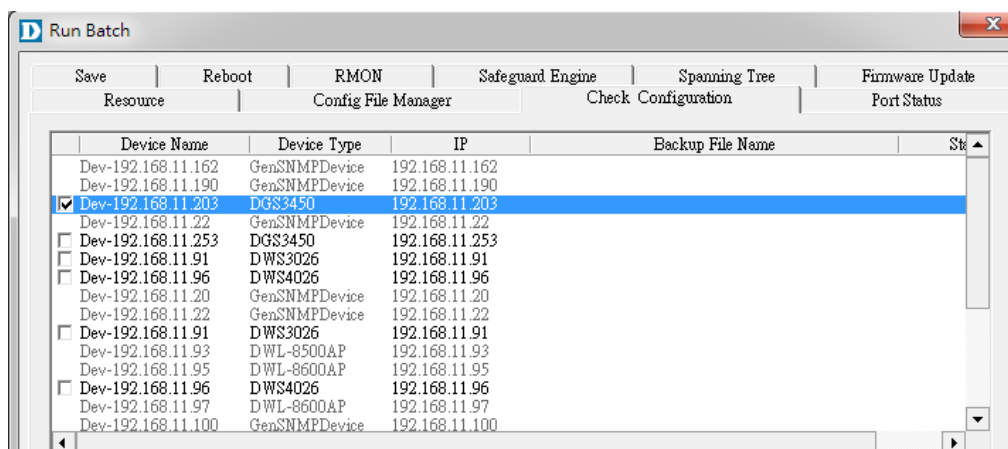 D Run Batch
Save Reboot RMON Safeguard Engine Spanning Tree Firmware Update
Resource Config File Manager Check Configuration Port Status
Device Name Device Type IP Backup File Name
Dev-192.168.11.162 GenSNMPDevice 192.168.11.162
Dev-192.168.11.190 GenSNMPDevice 192.168.11.190
Dev-192.168.11.203 DGS3450 192.168.11.203
Dev-192.168.11.22 GenSNMPDevice 192.168.11.22
Dev-192.168.11.253 DGS3450 192.168.11.253
Dev-192.168.11.91 DWS3026 192.168.11.91
Dev-192.168.11.96 DWS4026 192.168.11.96
Dev-192.168.11.20 GenSNMPDevice 192.168.11.20
Dev-192.168.11.22 GenSNMPDevice 192.168.11.22
Dev-192.168.11.91 DWS3026 192.168.11.91
Dev-192.168.11.93 DWL-8500AP 192.168.11.93
Dev-192.168.11.95 DWL-8600AP 192.168.11.95
Dev-192.168.11.96 DWS4026 192.168.11.96
Dev-192.168.11.97 DWL-8600AP 192.168.11.97
Dev-192.168.11.100 GenSNMPDevice 192.168.11.100